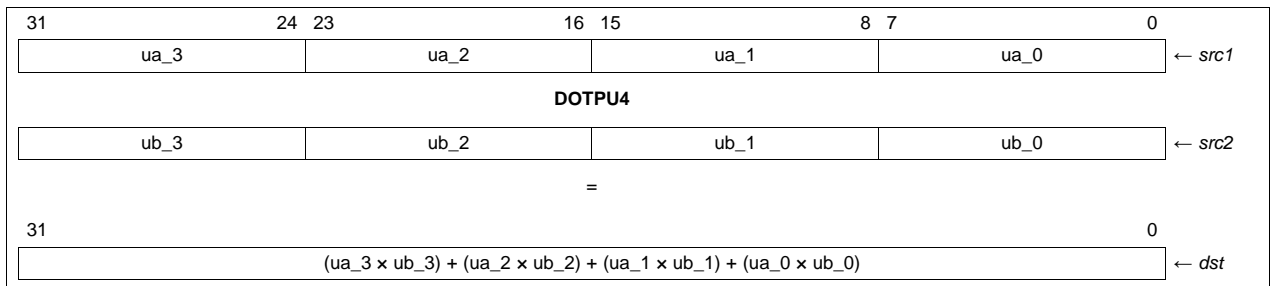 31 24 23 16 15 8 7 0
ua_3 ua_2 ua_1 ua_0 ← src1
DOTPU4
ub_3 ub_2 ub_1 ub_0 ← src2
=
31 0
(ua_3 × ub_3) + (ua_2 × ub_2) + (ua_1 × ub_1) + (ua_0 × ub_0) ← dst